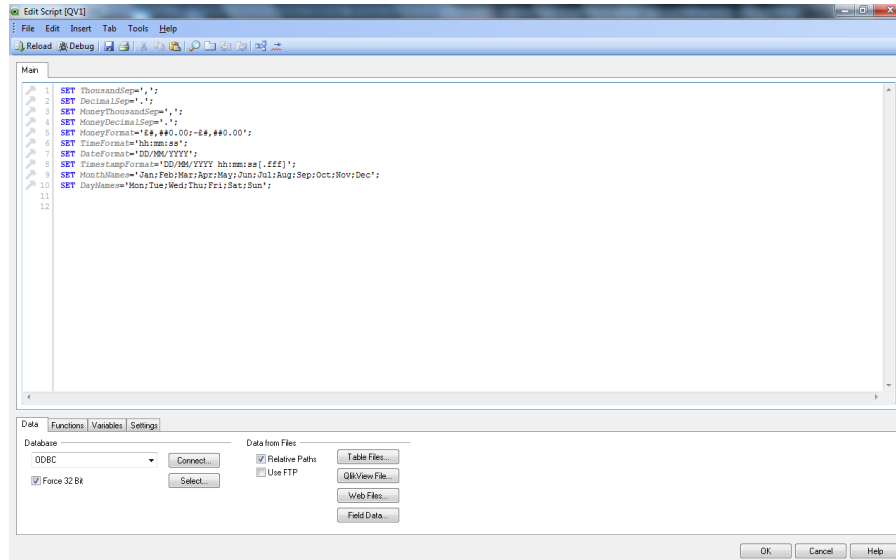 Edit Script [QV1]
File Edit Insert Tab Tools Help
Reload Debug
Main
1 SET ThousandSep=',';
2 SET DecimalSep='.';
3 SET MoneyThousandSep=',';
4 SET MoneyDecimalSep='.';
5 SET MoneyFormat='£#,##0.00;-£#,##0.00';
6 SET TimeFormat='hh:mm:ss';
7 SET DateFormat='DD/MM/YYYY';
8 SET TimestampFormat='DD/MM/YYYY hh:mm:ss[.fff]';
9 SET MonthNames='Jan;Feb;Mar;Apr;May;Jun;Jul;Aug;Sep;Oct;Nov;Dec';
10 SET DayNames='Mon;Tue;Wed;Thu;Fri;Sat;Sun';
11
12
Data Functions Variables Settings
Database Data from Files
ODBC Connect... Relative Paths Table Files...
Force 32 Bit Select... Use FTP QlikView File...
Web Files...
Field Data...
OK Cancel Help